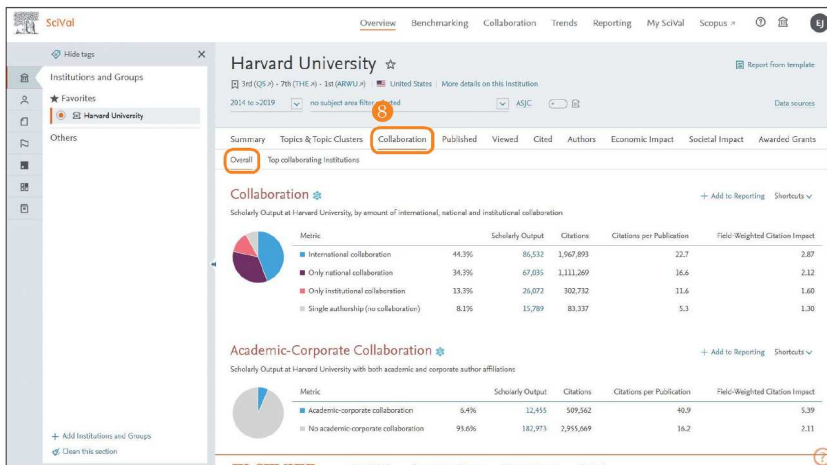 SciVal
Overview Benchmarking Collaboration Trends Reporting My SciVal Scopus ↗
EJ
Hide tags
Institutions and Groups
★ Favorites
Harvard University
Others
+ Add Institutions and Groups
Clean this section
Harvard University ☆
3rd (QS ↗) - 7th (THE ↗) - 1st (ARWU ↗) United States More details on this Institution
Report from template
2014 to >2019 no subject area filter selected ASJC
Data sources
8
Summary Topics & Topic Clusters Collaboration Published Viewed Cited Authors Economic Impact Societal Impact Awarded Grants
Overall Top collaborating Institutions
Collaboration
+ Add to Reporting Shortcuts
Scholarly Output at Harvard University, by amount of international, national and institutional collaboration
Metric Scholarly Output Citations Citations per Publication Field-Weighted Citation Impact
International collaboration 44.3% 86,532 1,967,893 22.7 2.87
Only national collaboration 34.3% 67,035 1,111,269 16.6 2.12
Only institutional collaboration 13.3% 26,072 302,732 11.6 1.60
Single authorship (no collaboration) 8.1% 15,789 83,337 5.3 1.30
Academic-Corporate Collaboration
+ Add to Reporting Shortcuts
Scholarly Output at Harvard University with both academic and corporate author affiliations
Metric Scholarly Output Citations Citations per Publication Field-Weighted Citation Impact
Academic-corporate collaboration 6.4% 12,455 509,562 40.9 5.39
No academic-corporate collaboration 93.6% 182,973 2,955,669 16.2 2.11